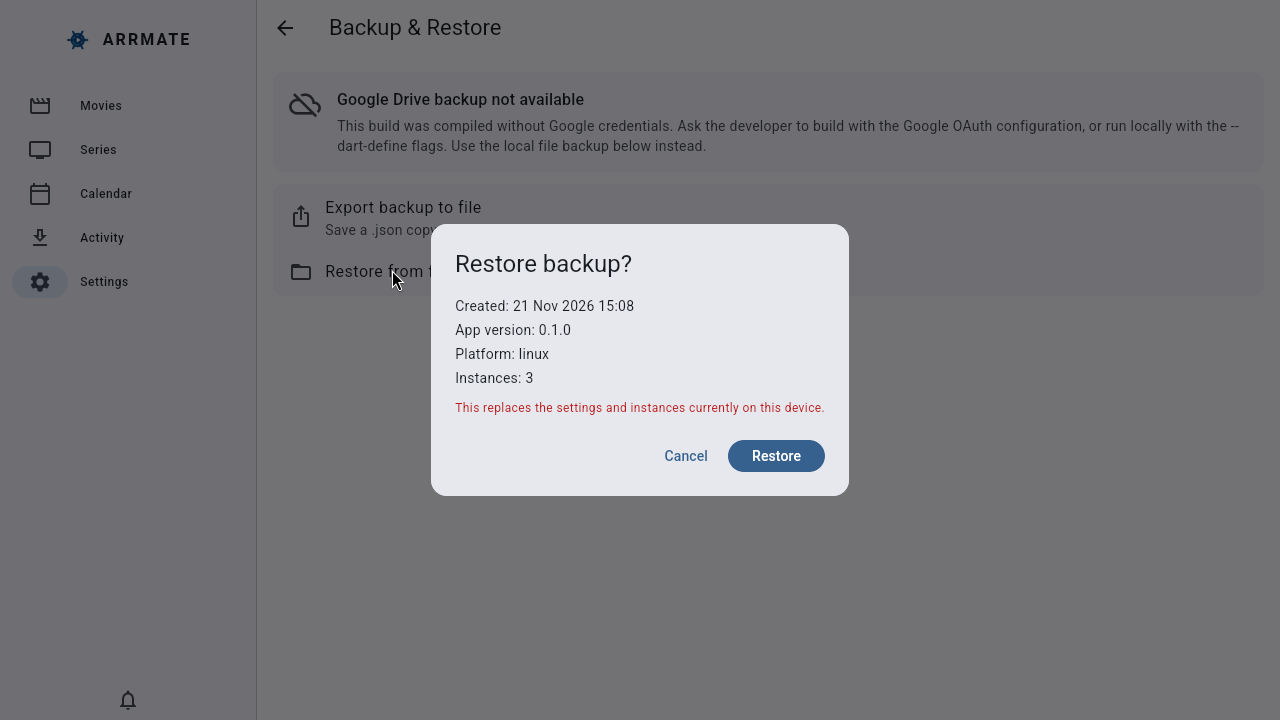 ARRMATE
Movies
Series
Calendar
Activity
Settings
Backup & Restore
Google Drive backup not available
This build was compiled without Google credentials. Ask the developer to build with the Google OAuth configuration, or run locally with the --
dart-define flags. Use the local file backup below instead.
Export backup to file
Save a .json copy
Restore from
Restore backup?
Created: 21 Nov 2026 15:08
App version: 0.1.0
Platform: linux
Instances: 3
This replaces the settings and instances currently on this device.
Cancel
Restore